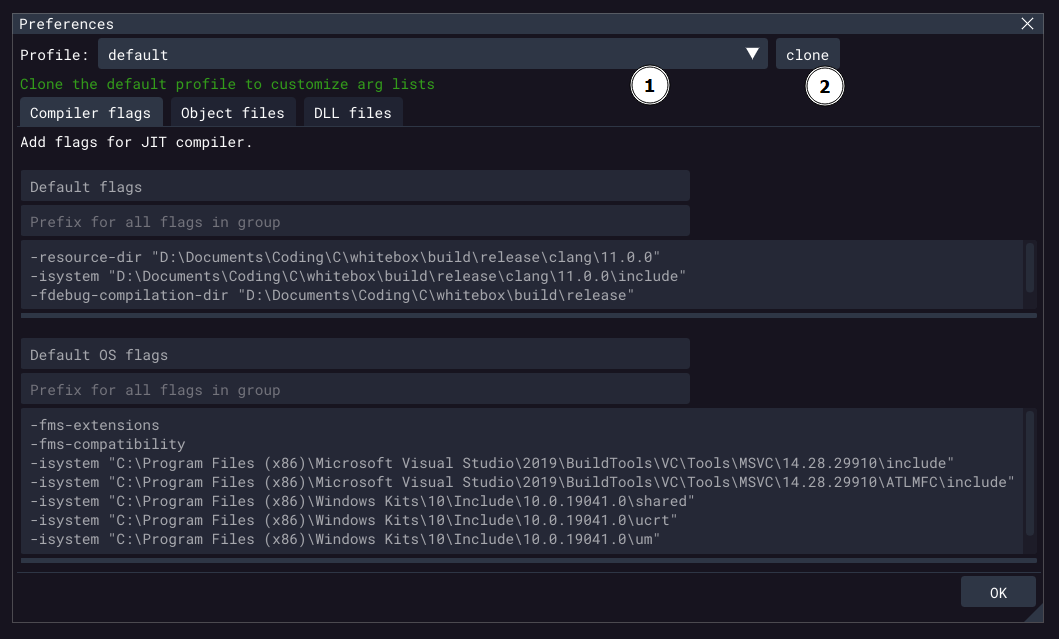 Preferences
Profile: default clone
Clone the default profile to customize arg lists
1 2
Compiler flags Object files DLL files
Add flags for JIT compiler.
Default flags
Prefix for all flags in group
-resource-dir "D:\Documents\Coding\C\whitebox\build\release\clang\11.0.0"
-isystem "D:\Documents\Coding\C\whitebox\build\release\clang\11.0.0\include"
-fdebug-compilation-dir "D:\Documents\Coding\C\whitebox\build\release"
Default OS flags
Prefix for all flags in group
-fms-extensions
-fms-compatibility
-isystem "C:\Program Files (x86)\Microsoft Visual Studio\2019\BuildTools\VC\Tools\MSVC\14.28.29910\include"
-isystem "C:\Program Files (x86)\Microsoft Visual Studio\2019\BuildTools\VC\Tools\MSVC\14.28.29910\ATLMFC\include"
-isystem "C:\Program Files (x86)\Windows Kits\10\Include\10.0.19041.0\shared"
-isystem "C:\Program Files (x86)\Windows Kits\10\Include\10.0.19041.0\ucrt"
-isystem "C:\Program Files (x86)\Windows Kits\10\Include\10.0.19041.0\um"
OK